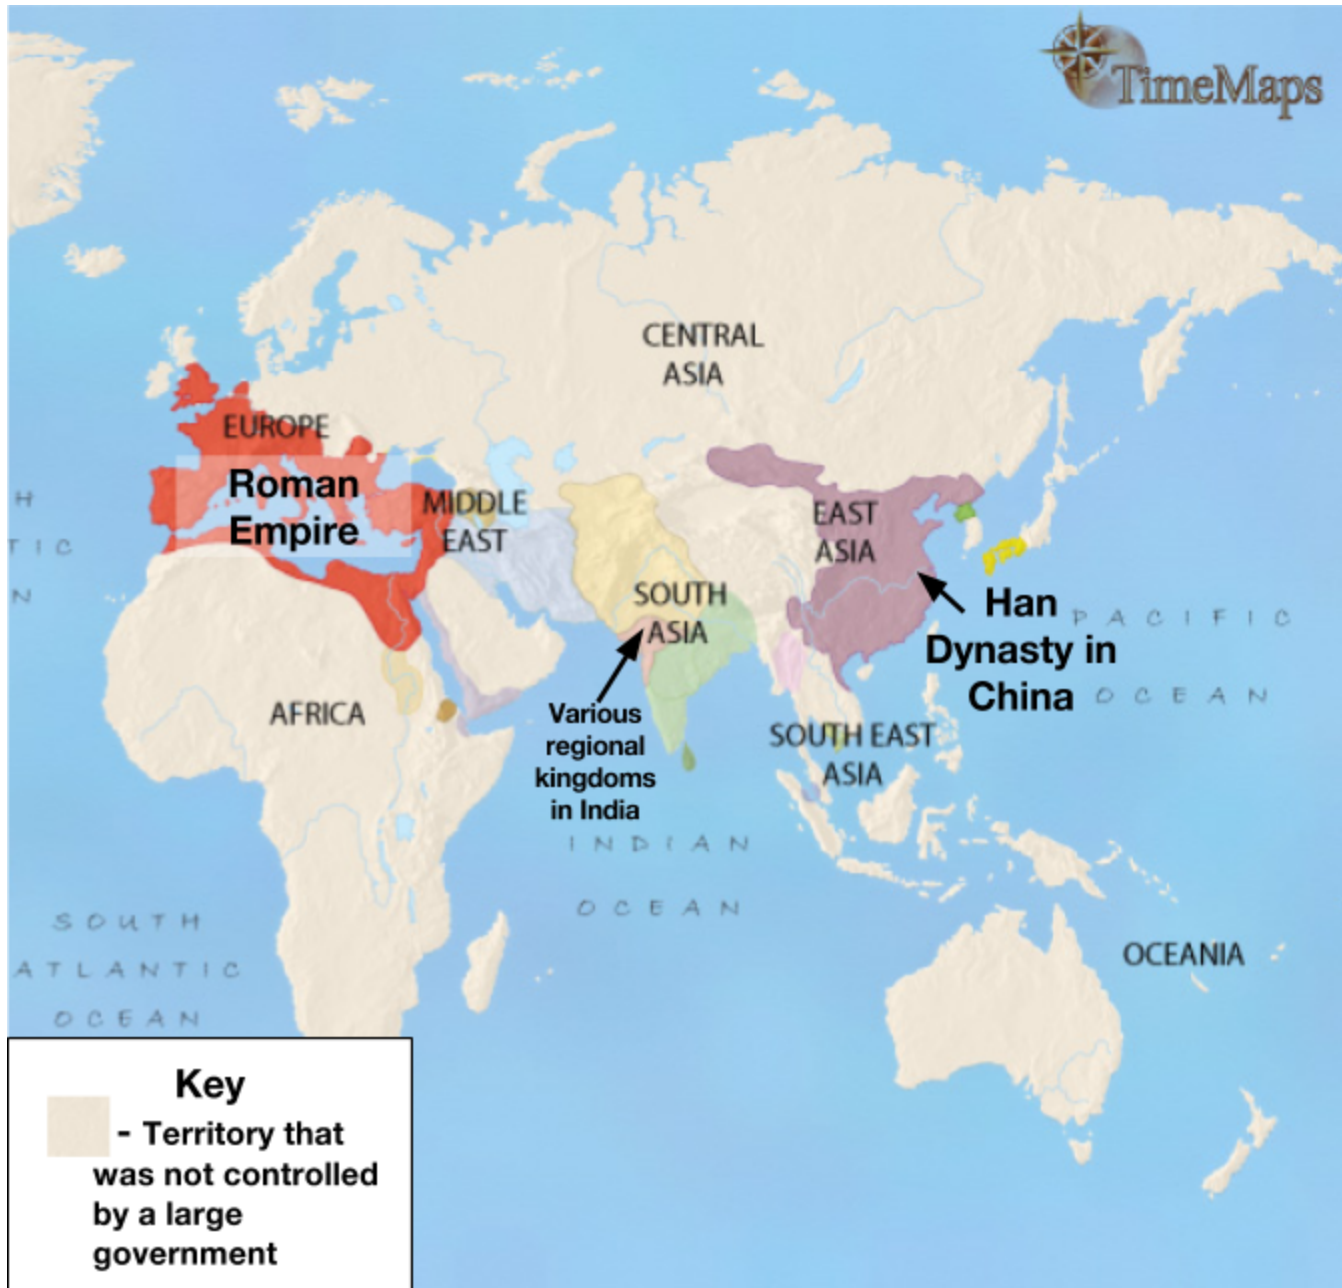 TimeMaps
CENTRAL
ASIA
EUROPE
Roman
Empire
MIDDLE
EAST
EAST
ASIA
H
TIC
N
SOUTH
ASIA
Han
Dynasty in
China
PACIFIC
OCEAN
AFRICA
Various
regional
kingdoms
in India
SOUTH EAST
ASIA
INDIAN
OCEAN
SOUTH
ATLANTIC
OCEAN
OCEANIA
Key
- Territory that
was not controlled
by a large
government